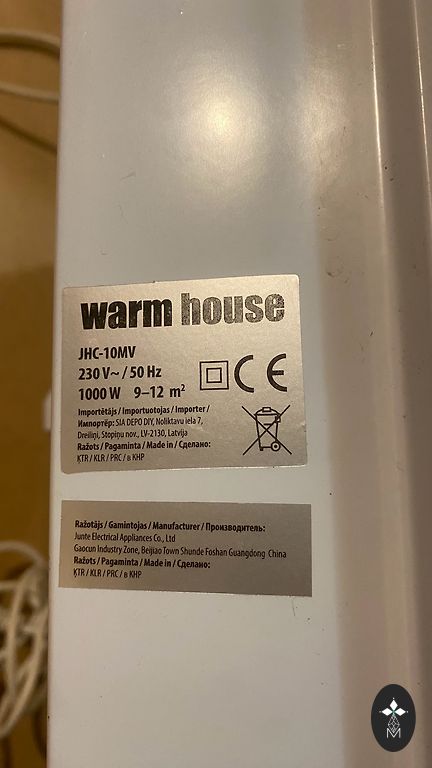 warm house
JHC-10MV
230 V~ / 50 Hz
1000 W 9–12 m²
CE
Importētājs / Importuotojas / Importer /
Импортёр: SIA DEPO DIY, Noliktavu iela 7,
Dreiliņi, Stopiņu nov., LV-2130, Latvija
Ražots / Pagaminta / Made in / Сделано:
ĶTR / KLR / PRC / в КНР
Ražotājs / Gamintojas / Manufacturer / Производитель:
Junte Electrical Appliances Co., Ltd
Gaocun Industry Zone, Beijiao Town Shunde Foshan Guangdong China
Ražots / Pagaminta / Made in / Сделано:
ĶTR / KLR / PRC / в КНР
M